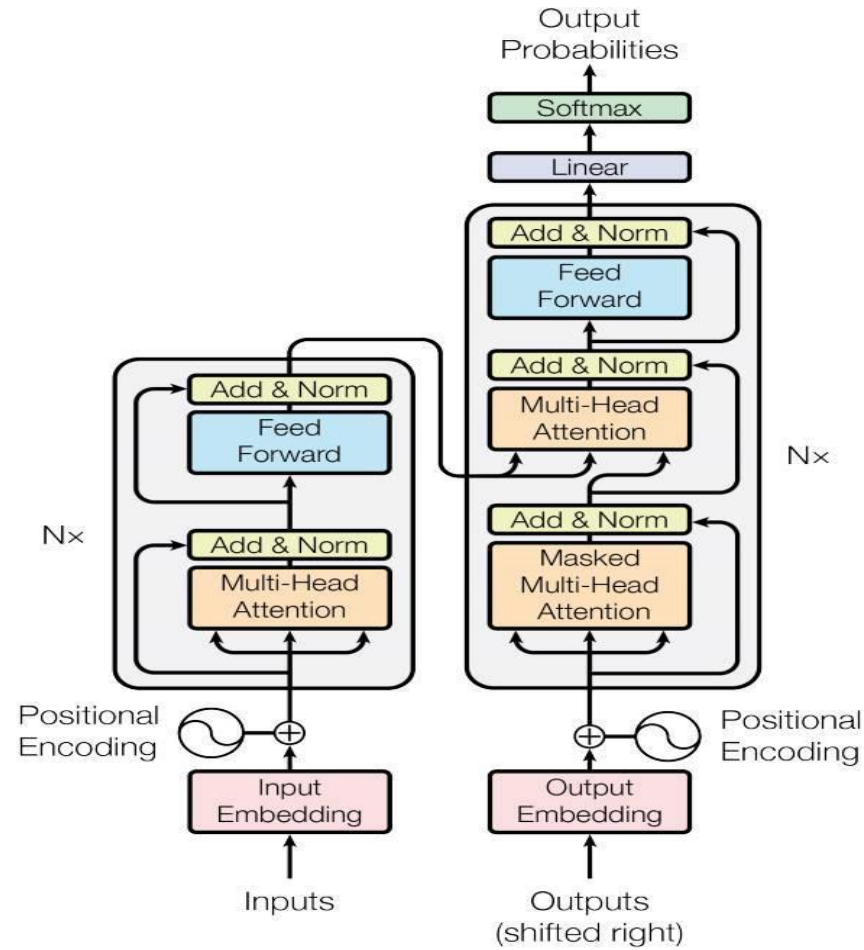 Output
Probabilities
Softmax
Linear
Add & Norm
Feed
Forward
Add & Norm
Multi-Head
Attention
Add & Norm
Masked
Multi-Head
Attention
Nx
Positional
Encoding
Output
Embedding
Outputs
(shifted right)
Add & Norm
Feed
Forward
Add & Norm
Multi-Head
Attention
Nx
Positional
Encoding
Input
Embedding
Inputs